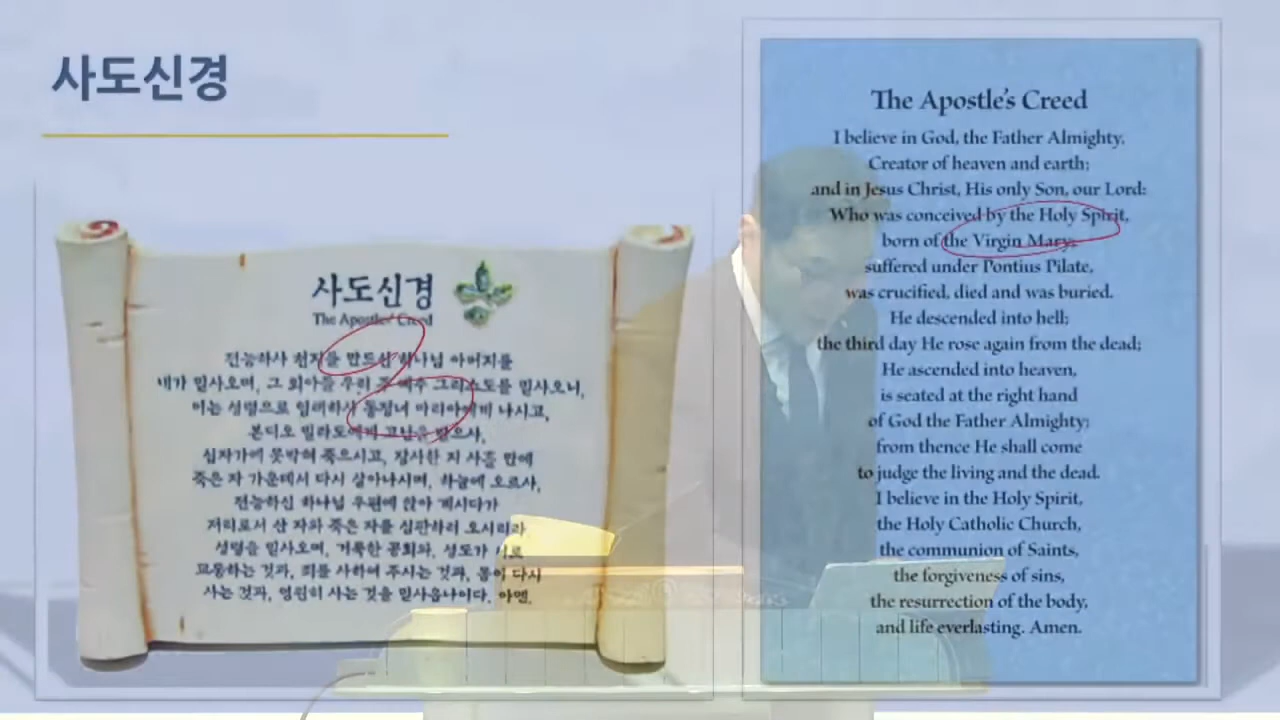 사도신경
사도신경
The Apostles' Creed
전능하사 천지를 만드신 하나님 아버지를
내가 믿사오며, 그 외아들 우리 주 예수 그리스도를 믿사오니,
이는 성령으로 잉태하사 동정녀 마리아에게 나시고,
본디오 빌라도에게 고난을 받으사,
십자가에 못박혀 죽으시고, 장사한 지 사흘 만에
죽은 자 가운데서 다시 살아나시며, 하늘에 오르사,
전능하신 하나님 우편에 앉아 계시다가
저리로서 산 자와 죽은 자를 심판하러 오시리라
성령을 믿사오며, 거룩한 공회와, 성도가 서로
교통하는 것과, 죄를 사하여 주시는 것과, 몸이 다시
사는 것과, 영원히 사는 것을 믿사옵나이다. 아멘.
The Apostle's Creed
I believe in God, the Father Almighty,
Creator of heaven and earth;
and in Jesus Christ, His only Son, our Lord:
Who was conceived by the Holy Spirit,
born of the Virgin Mary;
suffered under Pontius Pilate,
was crucified, died and was buried.
He descended into hell;
the third day He rose again from the dead;
He ascended into heaven,
is seated at the right hand
of God the Father Almighty;
from thence He shall come
to judge the living and the dead.
I believe in the Holy Spirit,
the Holy Catholic Church,
the communion of Saints,
the forgiveness of sins,
the resurrection of the body,
and life everlasting. Amen.